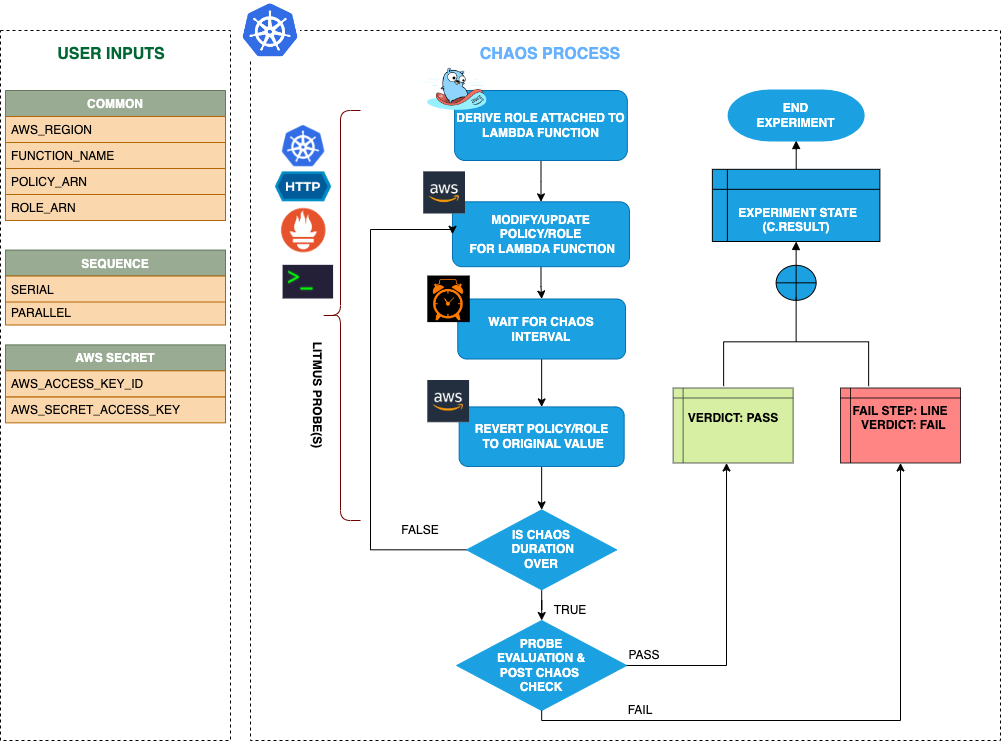 USER INPUTS
COMMON
AWS_REGION
FUNCTION_NAME
POLICY_ARN
ROLE_ARN
SEQUENCE
SERIAL
PARALLEL
AWS SECRET
AWS_ACCESS_KEY_ID
AWS_SECRET_ACCESS_KEY
CHAOS PROCESS
HTTP
>_
LITMUS PROBE(S)
DERIVE ROLE ATTACHED TO
LAMBDA FUNCTION
aws
MODIFY/UPDATE
POLICY/ROLE
FOR LAMBDA FUNCTION
WAIT FOR CHAOS
INTERVAL
aws
REVERT POLICY/ROLE
TO ORIGINAL VALUE
IS CHAOS
DURATION
OVER
FALSE
TRUE
PROBE
EVALUATION &
POST CHAOS
CHECK
PASS
FAIL
VERDICT: PASS
FAIL STEP: LINE
VERDICT: FAIL
EXPERIMENT STATE
(C.RESULT)
END
EXPERIMENT